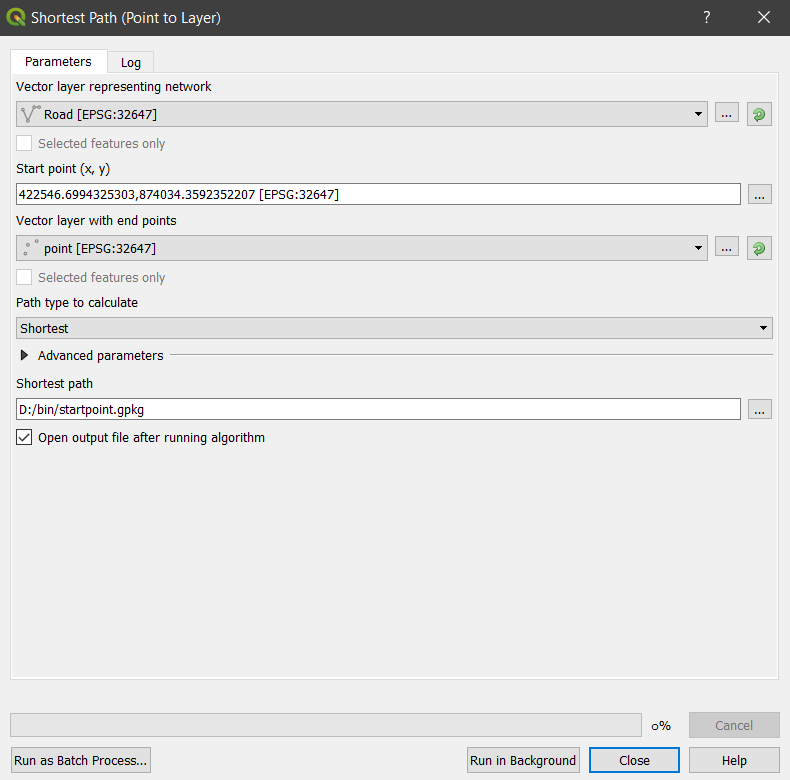 Shortest Path (Point to Layer)
?
Parameters
Log
Vector layer representing network
Road [EPSG:32647]
...
Selected features only
Start point (x, y)
422546.6994325303,874034.3592352207 [EPSG:32647]
...
Vector layer with end points
point [EPSG:32647]
...
Selected features only
Path type to calculate
Shortest
Advanced parameters
Shortest path
D:/bin/startpoint.gpkg
...
Open output file after running algorithm
0%
Cancel
Run as Batch Process...
Run in Background
Close
Help